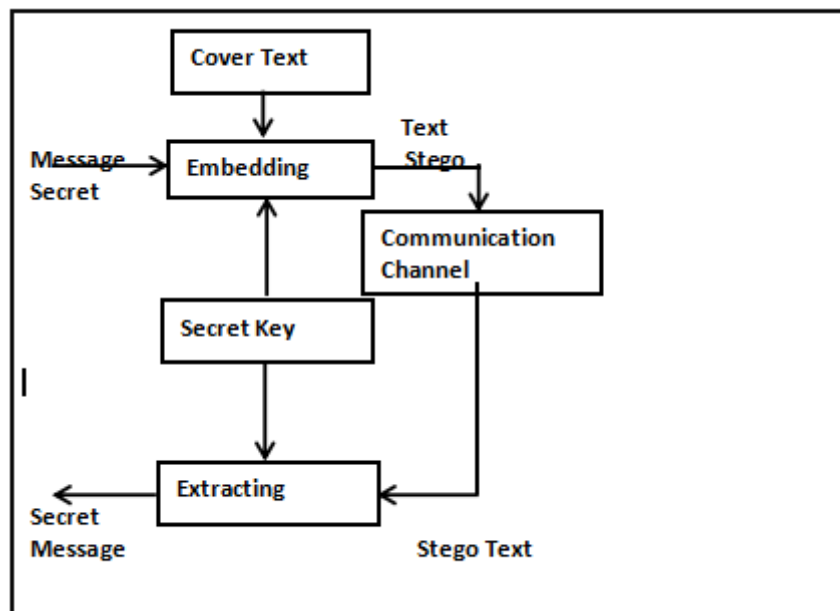 Cover Text
Text
Stego
Message
Secret
Embedding
Communication
Channel
Secret Key
Extracting
Secret
Message
Stego Text